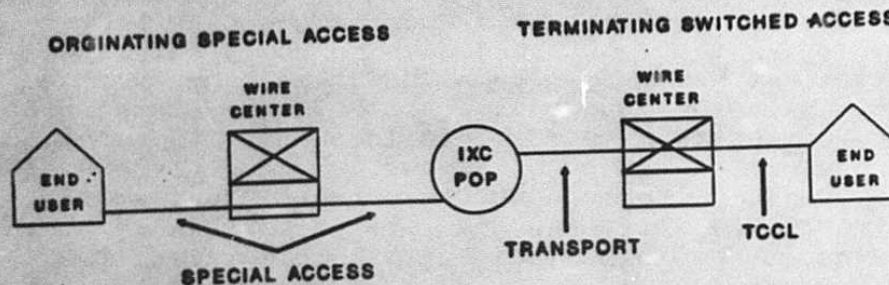 ORGINATING SPECIAL ACCESS
TERMINATING SWITCHED ACCESS
WIRE
CENTER
WIRE
CENTER
END
USER
IXC
POP
END
USER
TRANSPORT
TCCL
SPECIAL ACCESS